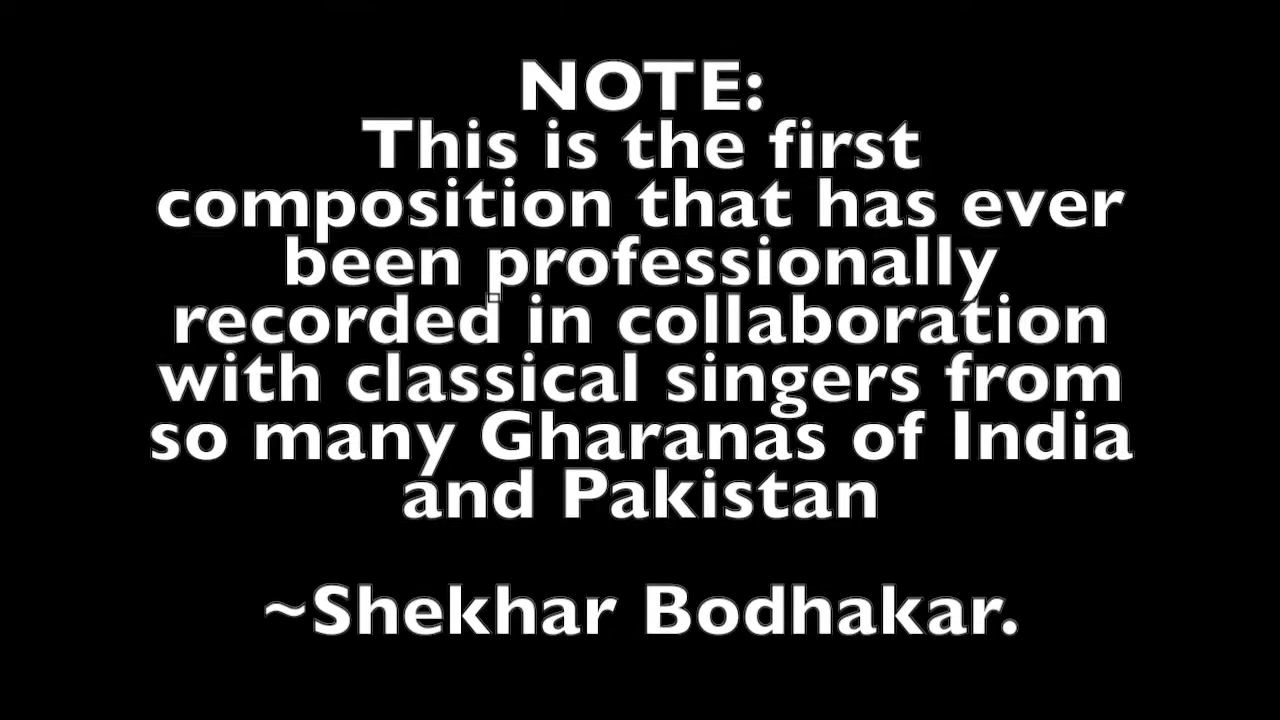 NOTE:
This is the first
composition that has ever
been professionally
recorded in collaboration
with classical singers from
so many Gharanas of India
and Pakistan
~Shekhar Bodhakar.